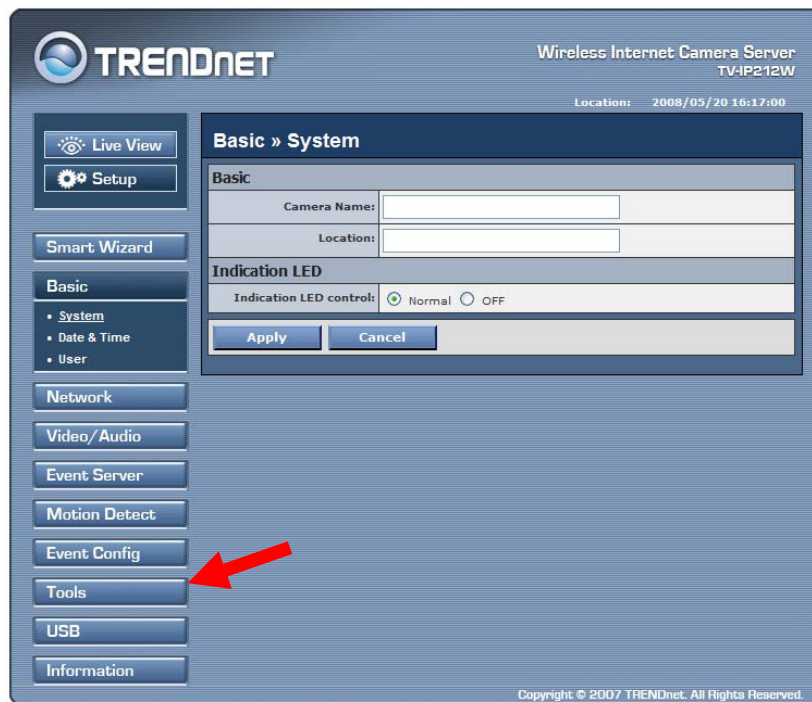 TRENDnet
Wireless Internet Camera Server
TV-IP212W
Location: 2008/05/20 16:17:00
Live View
Setup
Smart Wizard
Basic
• System
• Date & Time
• User
Network
Video/Audio
Event Server
Motion Detect
Event Config
Tools
USB
Information
Basic » System
Basic
Camera Name:
Location:
Indication LED
Indication LED control: Normal OFF
Apply Cancel
Copyright © 2007 TRENDnet. All Rights Reserved.